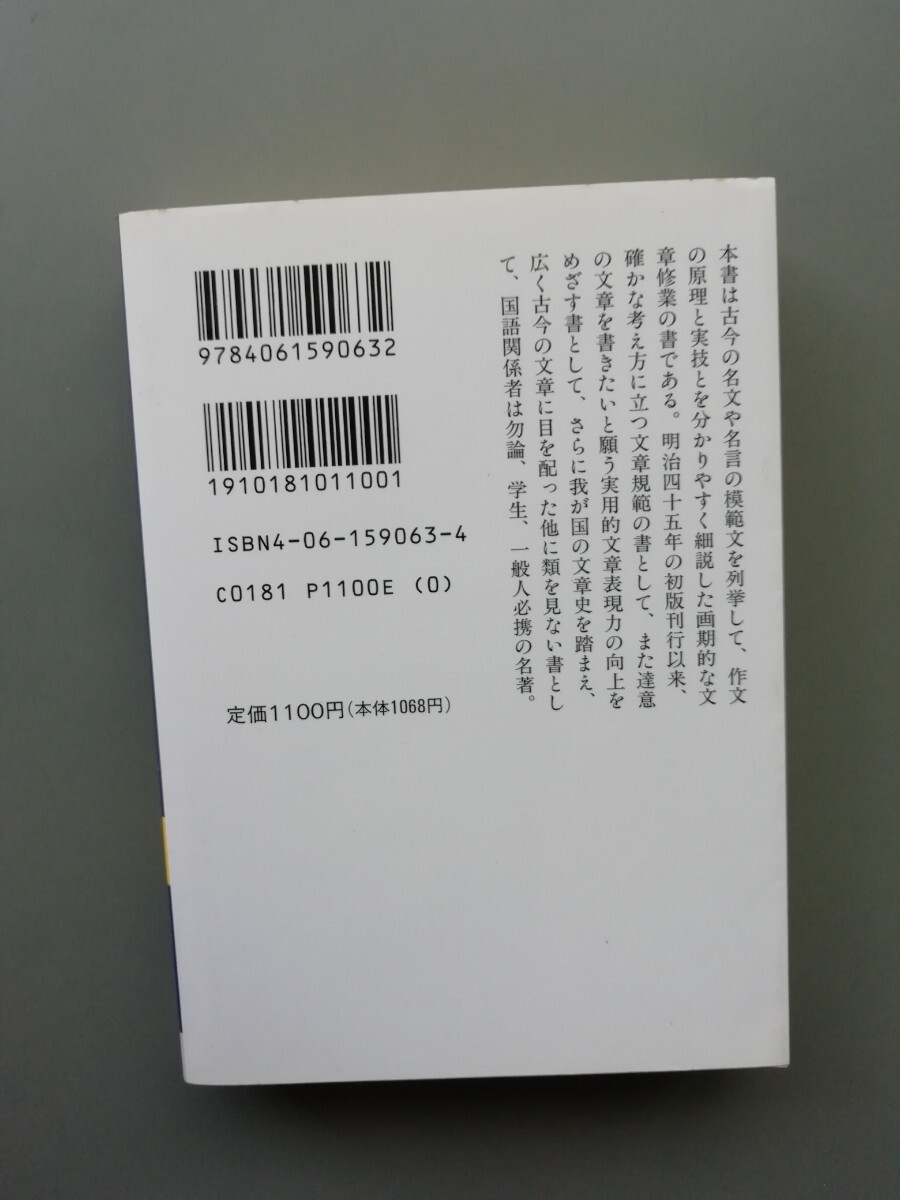 本書は古今の名文や名言の模範文を列挙して、作文
の原理と実技とを分かりやすく細説した画期的な文
章修業の書である。明治四十五年の初版刊行以来、
確かな考え方に立つ文章規範の書として、また達意
の文章を書きたいと願う実用的文章表現力の向上を
めざす書として、さらに我が国の文章史を踏まえ、
広く古今の文章に目を配った他に類を見ない書とし
て、国語関係者は勿論、学生、一般人必携の名著。
9784061590632
1910181011001
ISBN4-06-159063-4
C0181 P1100E (0)
定価1100円(本体1068円)